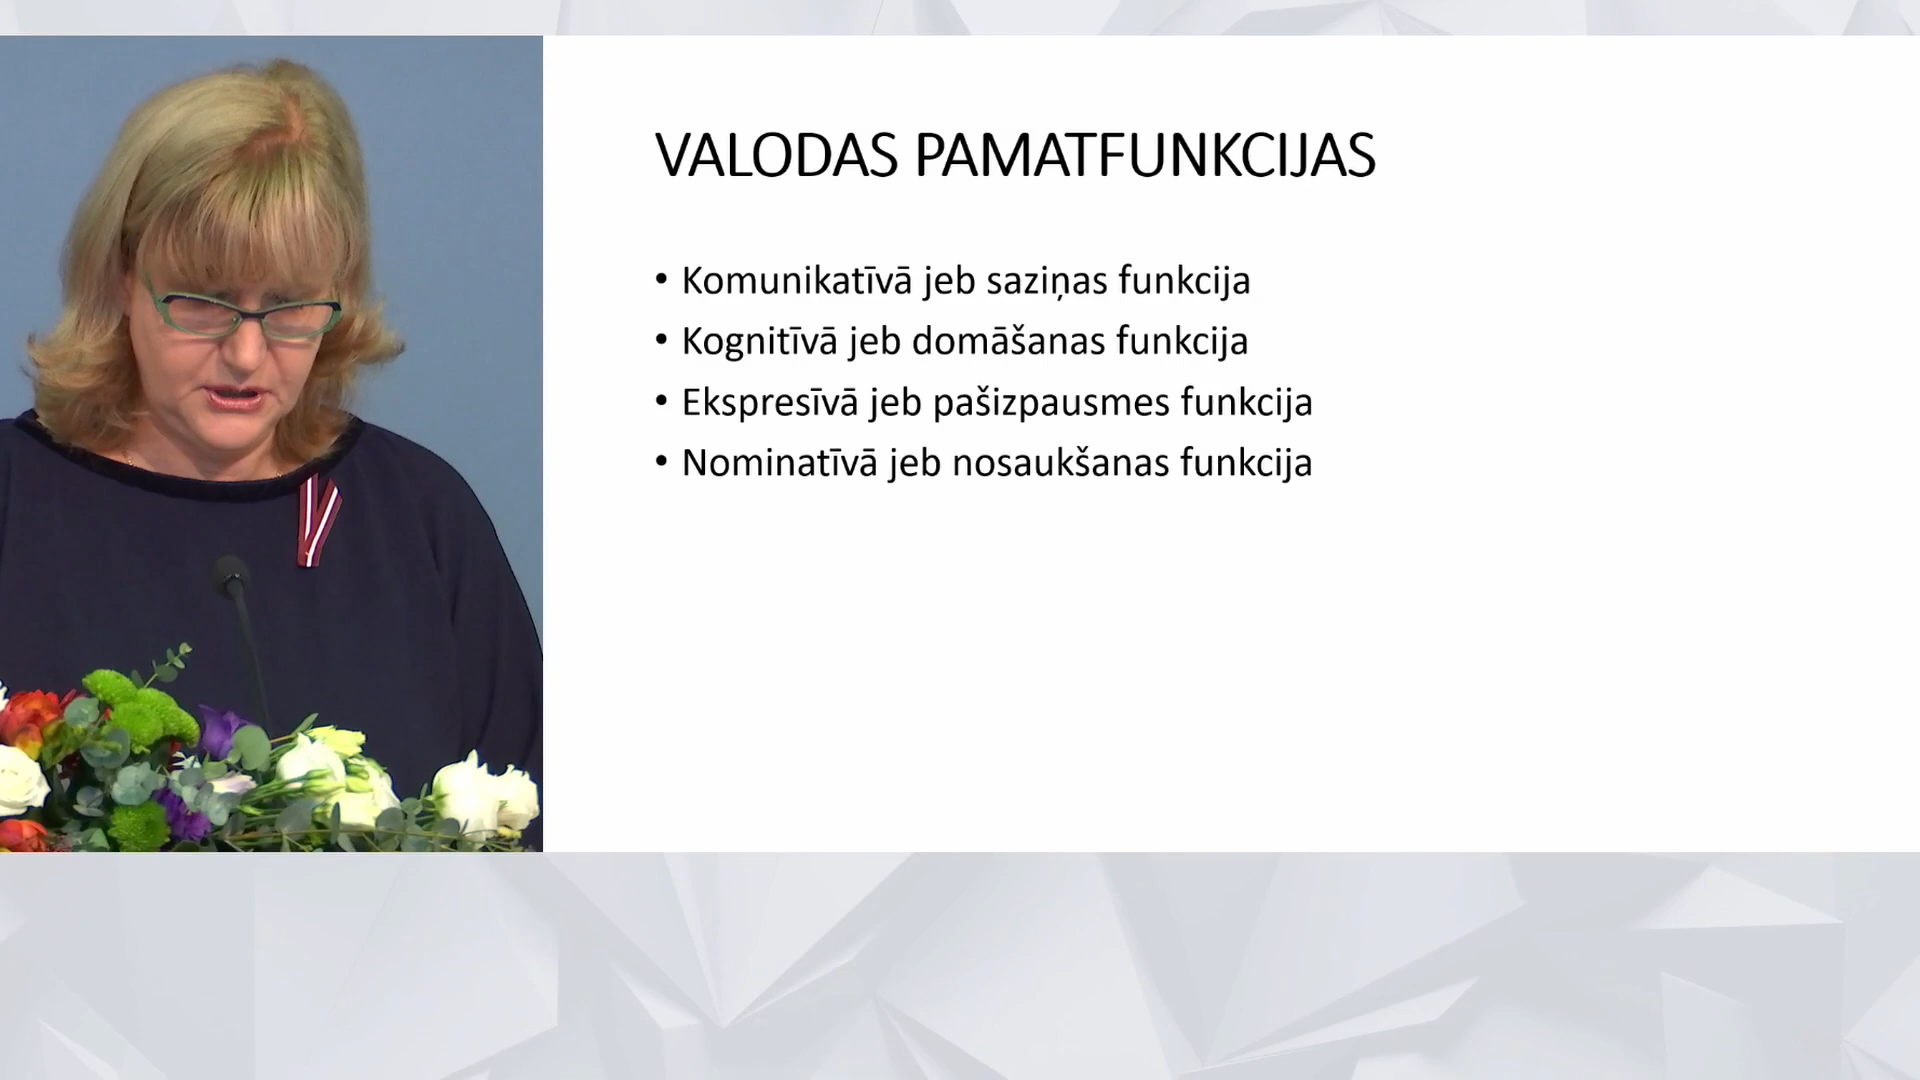 VALODAS PAMATFUNKCIJAS
• Komunikatīvā jeb saziņas funkcija
• Kognitīvā jeb domāšanas funkcija
• Ekspresīvā jeb pašizpausmes funkcija
• Nominatīvā jeb nosaukšanas funkcija